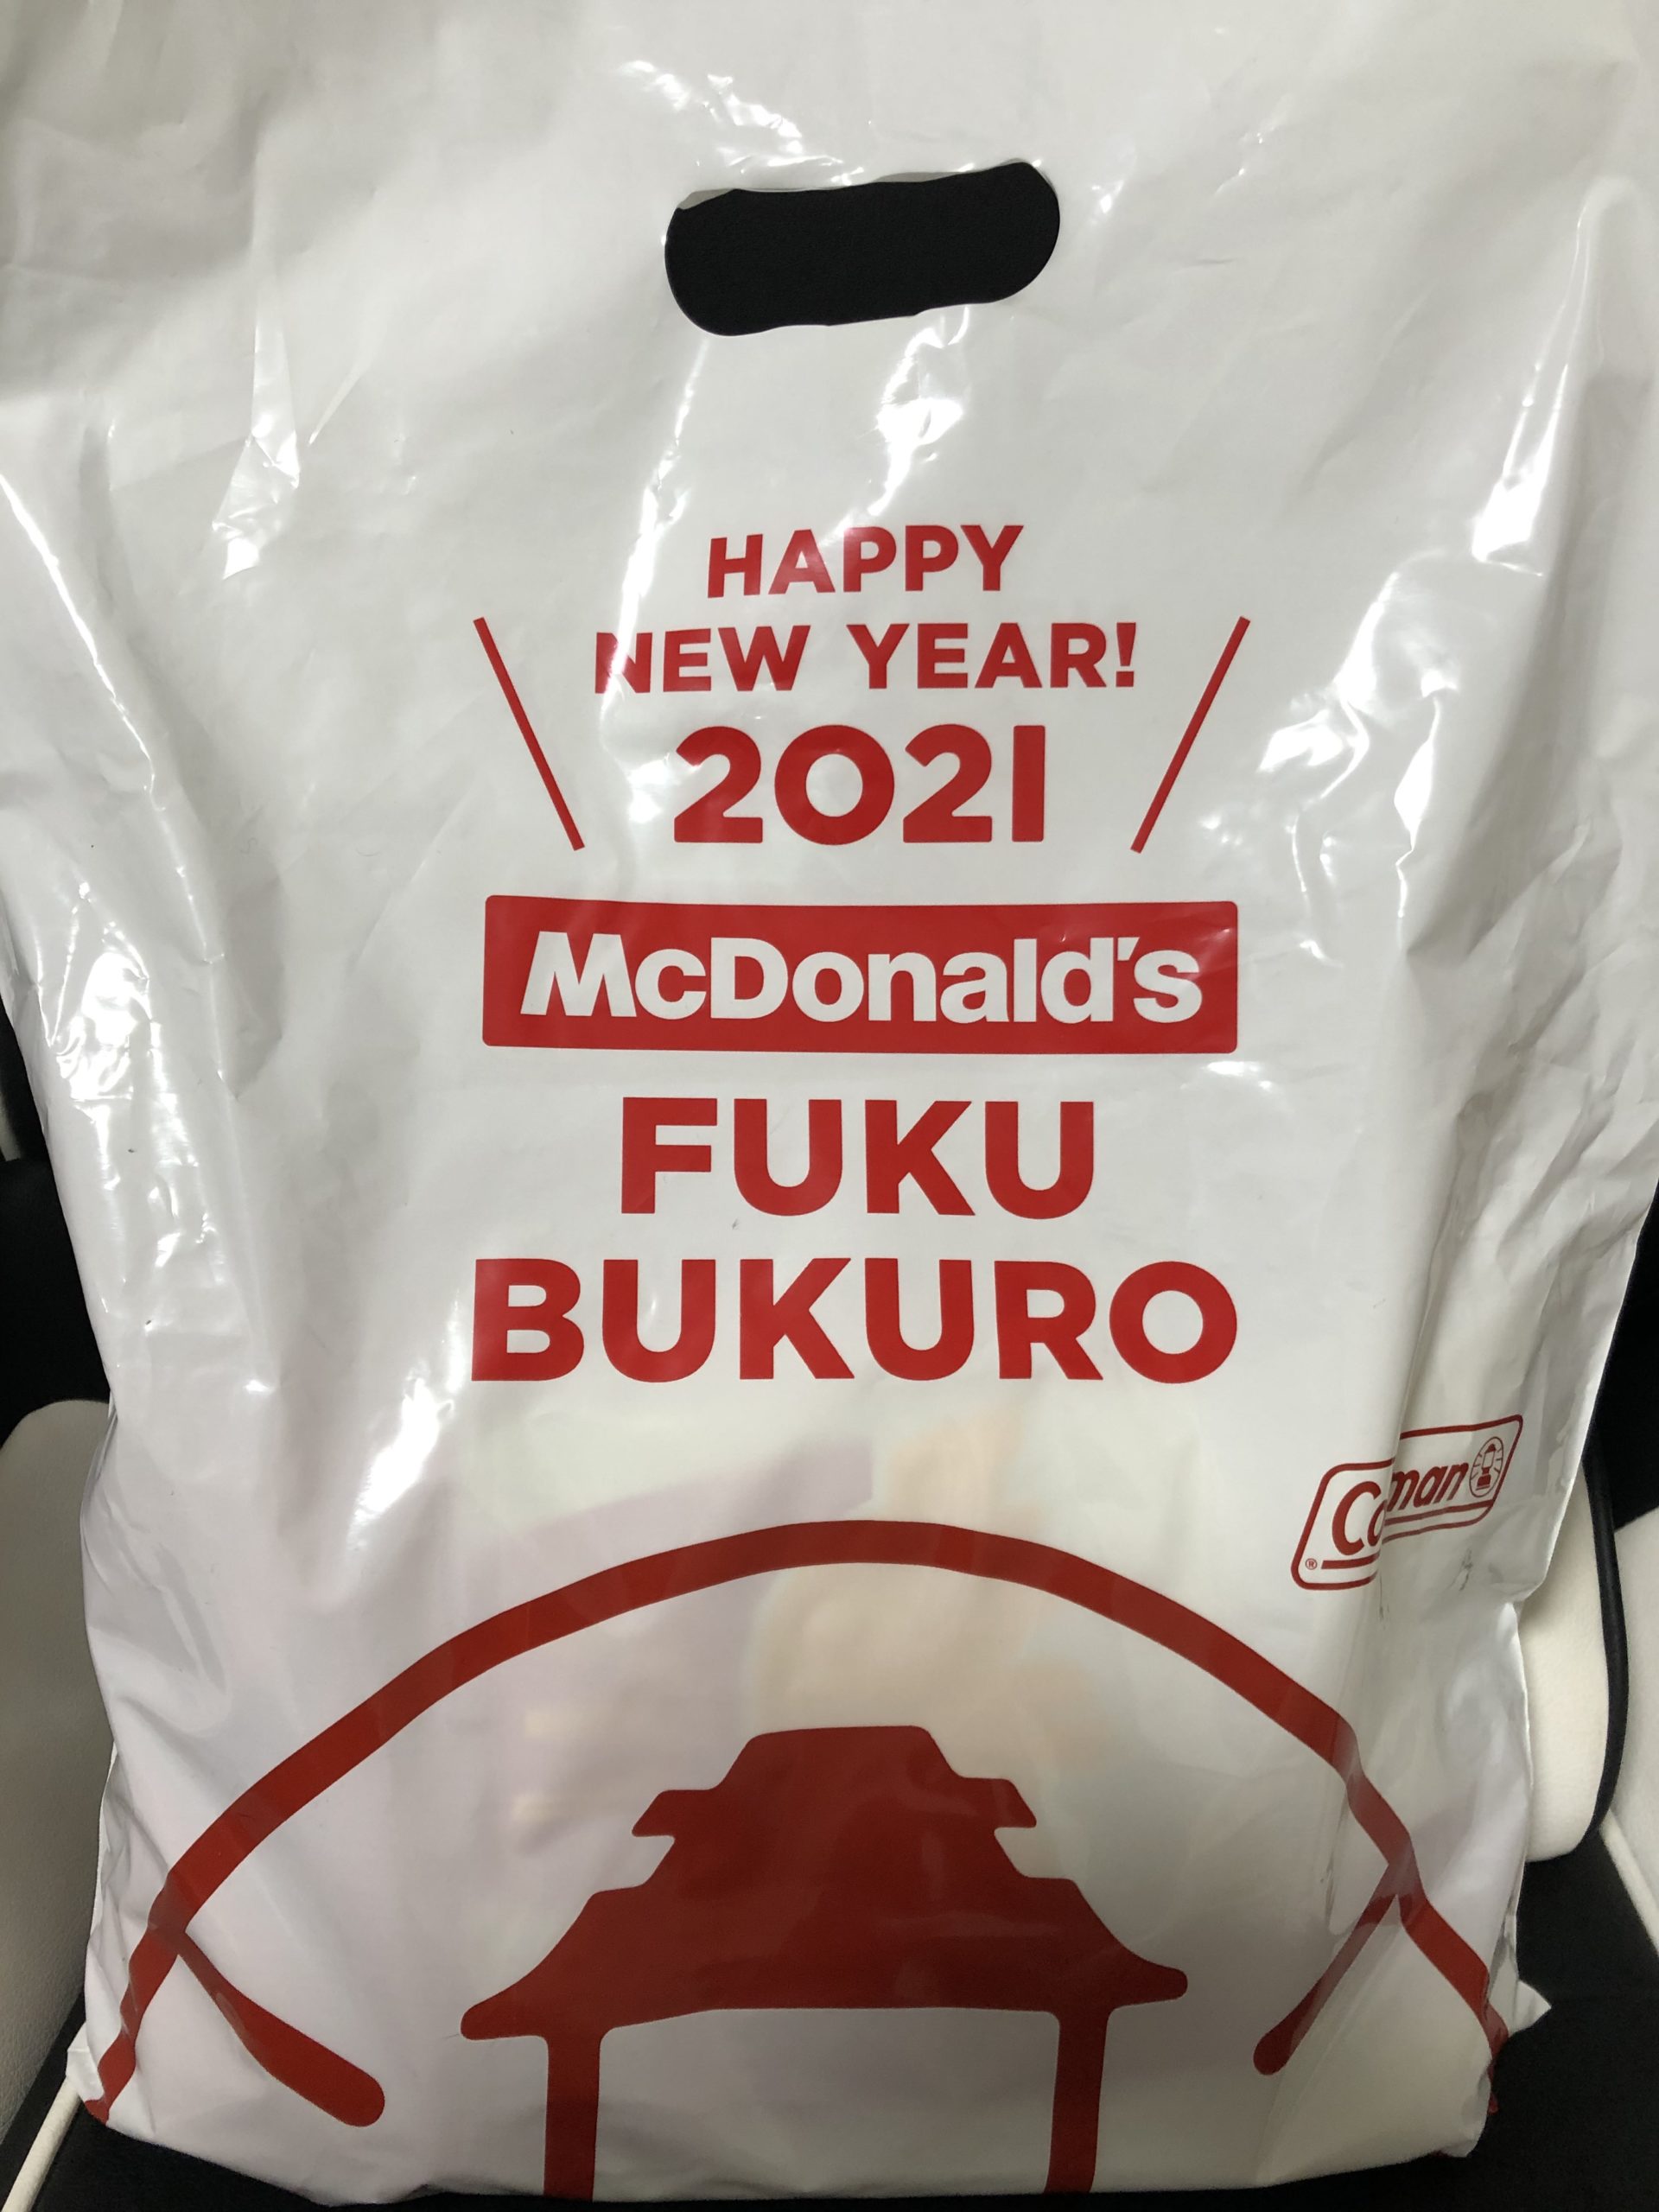 HAPPY
NEW YEAR!
2021
McDonald's
FUKU
BUKURO
®